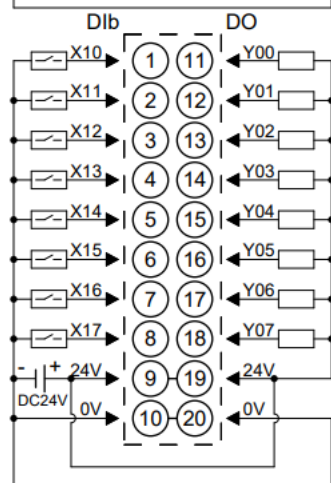 DIb DO
X10 1 11 Y00
X11 2 12 Y01
X12 3 13 Y02
X13 4 14 Y03
X14 5 15 Y04
X15 6 16 Y05
X16 7 17 Y06
X17 8 18 Y07
- + 24V 9 19 24V
DC24V
0V 10 20 0V